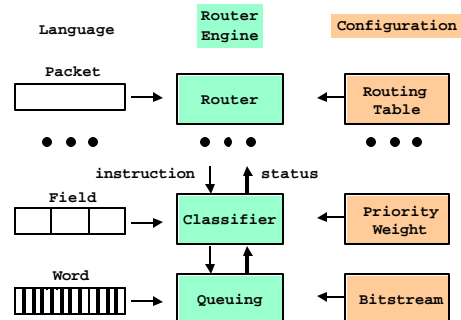 Language
Router
Engine
Configuration
Packet
Router
Routing
Table
instruction
status
Field
Classifier
Priority
Weight
Word
Queuing
Bitstream